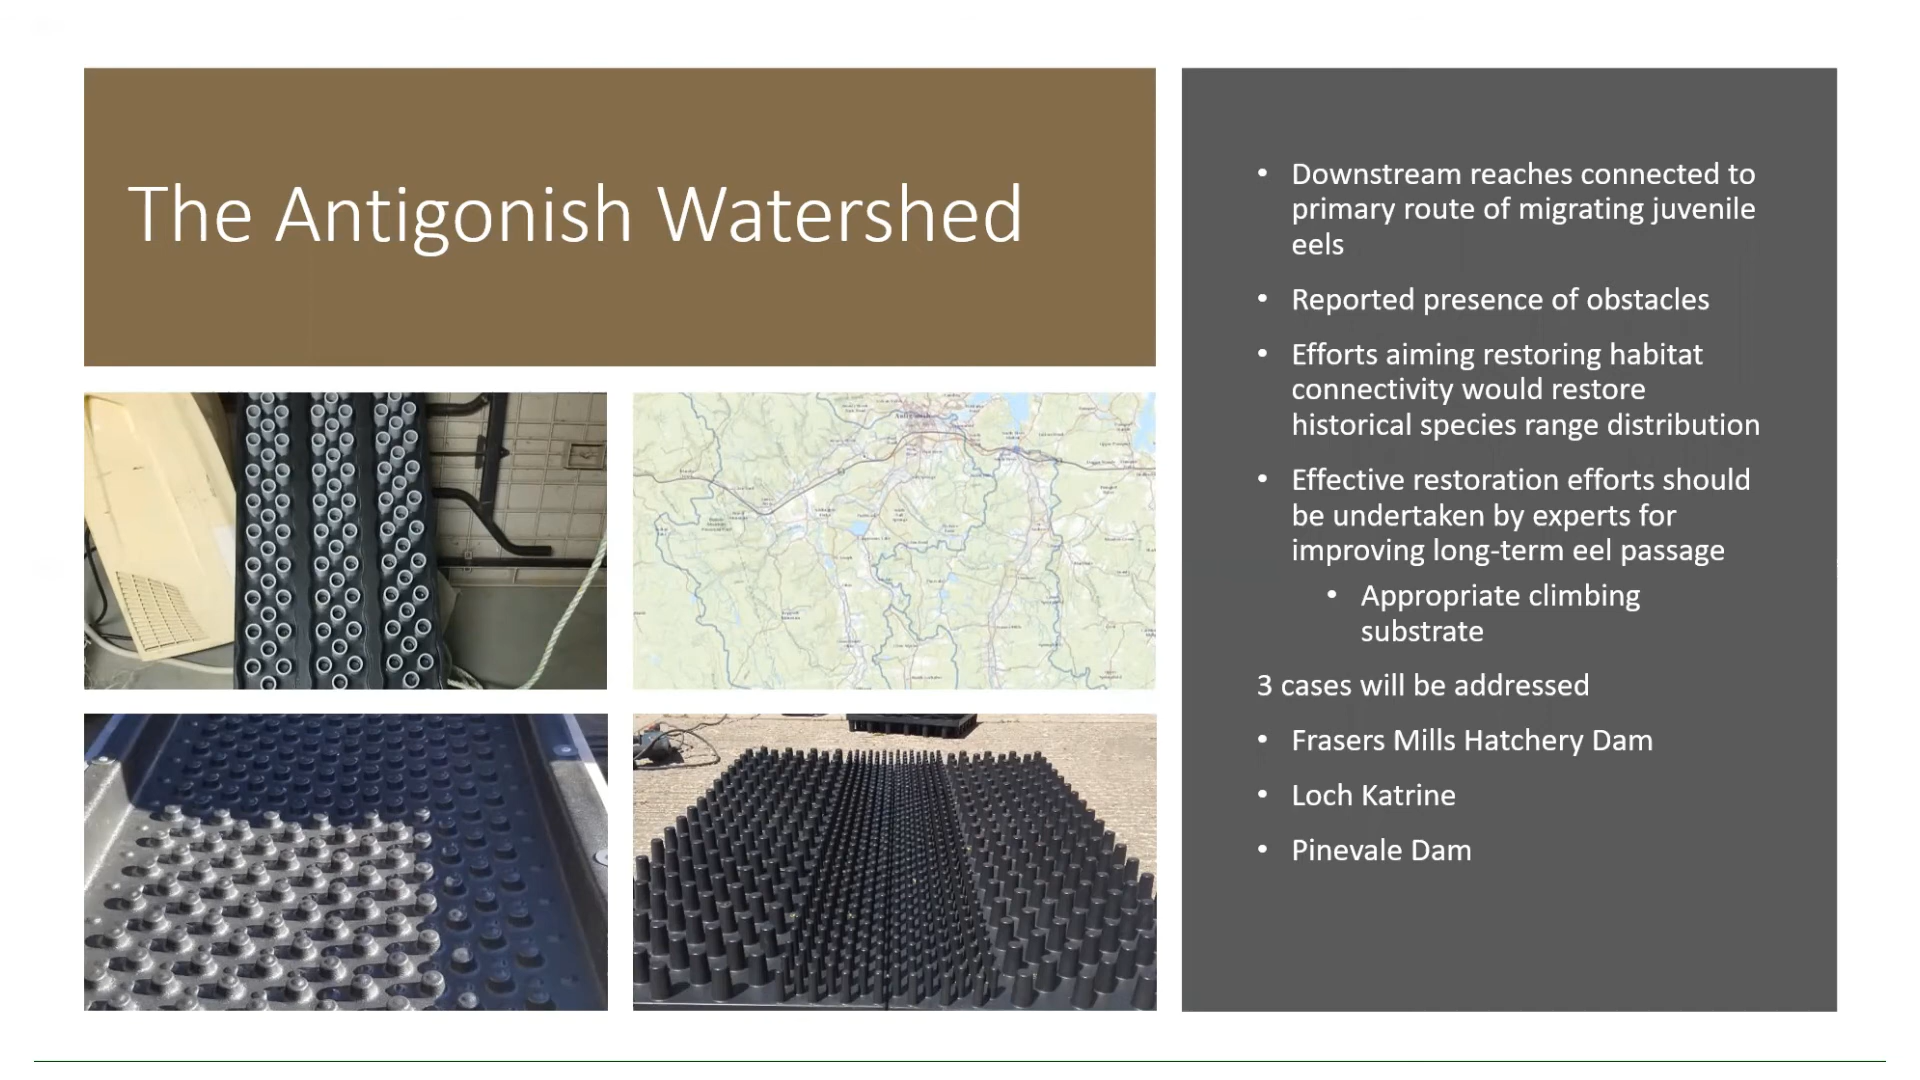 The Antigonish Watershed
• Downstream reaches connected to
primary route of migrating juvenile
eels
• Reported presence of obstacles
• Efforts aiming restoring habitat
connectivity would restore
historical species range distribution
• Effective restoration efforts should
be undertaken by experts for
improving long-term eel passage
• Appropriate climbing
substrate
3 cases will be addressed
• Frasers Mills Hatchery Dam
• Loch Katrine
• Pinevale Dam
Antigonish